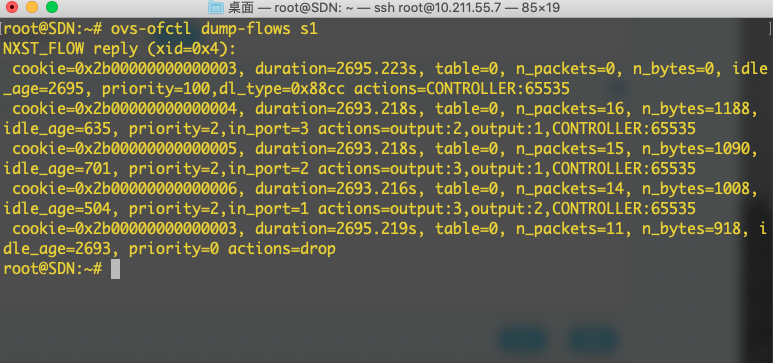 桌面 — root@SDN: ~ — ssh root@10.211.55.7 — 85×19
[root@SDN:~# ovs-ofctl dump-flows s1 ]
NXST_FLOW reply (xid=0x4):
 cookie=0x2b00000000000003, duration=2695.223s, table=0, n_packets=0, n_bytes=0, idle
_age=2695, priority=100,dl_type=0x88cc actions=CONTROLLER:65535
 cookie=0x2b00000000000004, duration=2693.218s, table=0, n_packets=16, n_bytes=1188,
idle_age=635, priority=2,in_port=3 actions=output:2,output:1,CONTROLLER:65535
 cookie=0x2b00000000000005, duration=2693.218s, table=0, n_packets=15, n_bytes=1090,
idle_age=701, priority=2,in_port=2 actions=output:3,output:1,CONTROLLER:65535
 cookie=0x2b00000000000006, duration=2693.216s, table=0, n_packets=14, n_bytes=1008,
idle_age=504, priority=2,in_port=1 actions=output:3,output:2,CONTROLLER:65535
 cookie=0x2b00000000000003, duration=2695.219s, table=0, n_packets=11, n_bytes=918, i
dle_age=2693, priority=0 actions=drop
root@SDN:~#